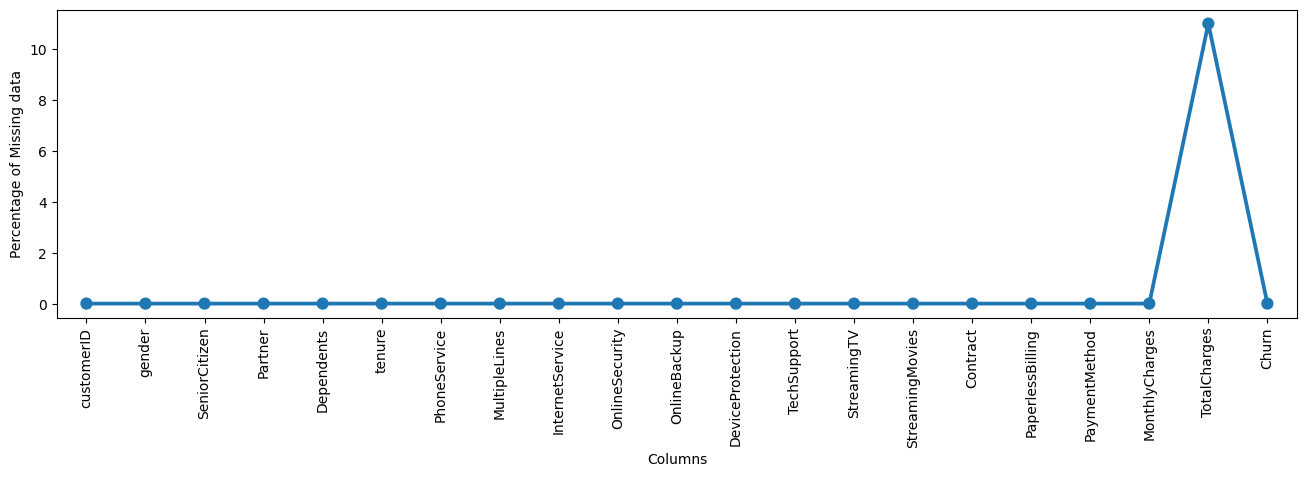 Percentage of Missing data
10
8
6
4
2
0
customerID
gender
SeniorCitizen
Partner
Dependents
tenure
PhoneService
MultipleLines
InternetService
OnlineSecurity
OnlineBackup
DeviceProtection
TechSupport
StreamingTV
StreamingMovies
Contract
PaperlessBilling
PaymentMethod
MonthlyCharges
TotalCharges
Churn
Columns